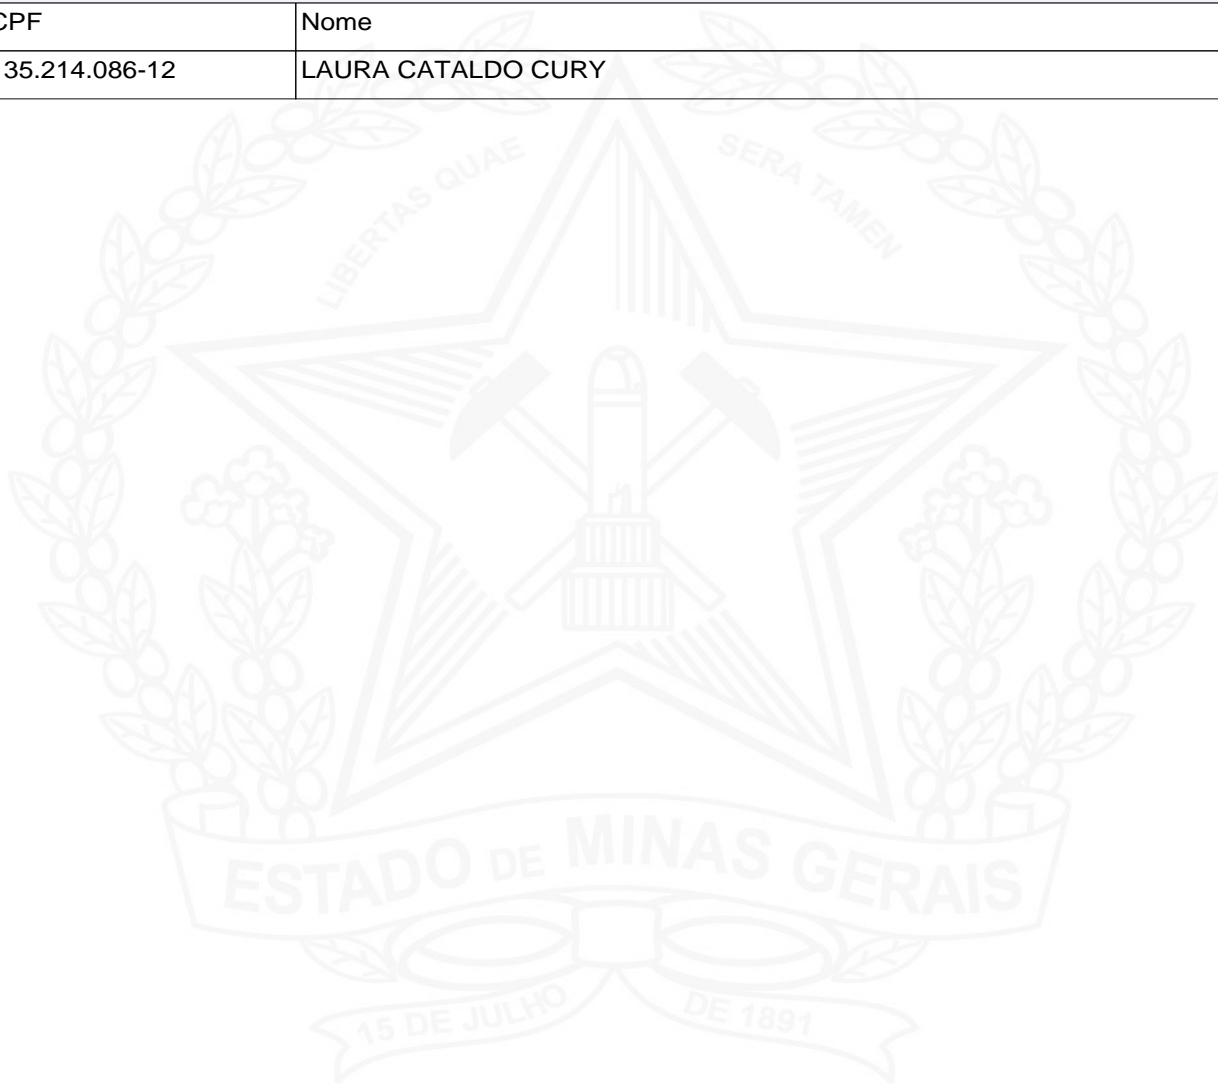 CPF Nome
35.214.086-12 LAURA CATALDO CURY
LIBERTAS QUAE SERA TAMEN
ESTADO DE MINAS GERAIS
15 DE JULHO DE 1891